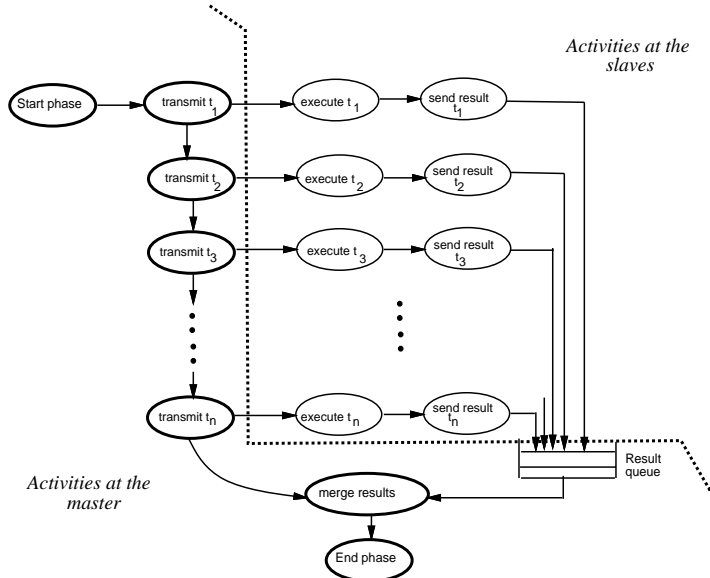 Activities at the
slaves
Start phase
transmit t1
execute t1
send result
t1
transmit t2
execute t2
send result
t2
transmit t3
execute t3
send result
t3
transmit tn
execute tn
send result
tn
Result
queue
Activities at the
master
merge results
End phase